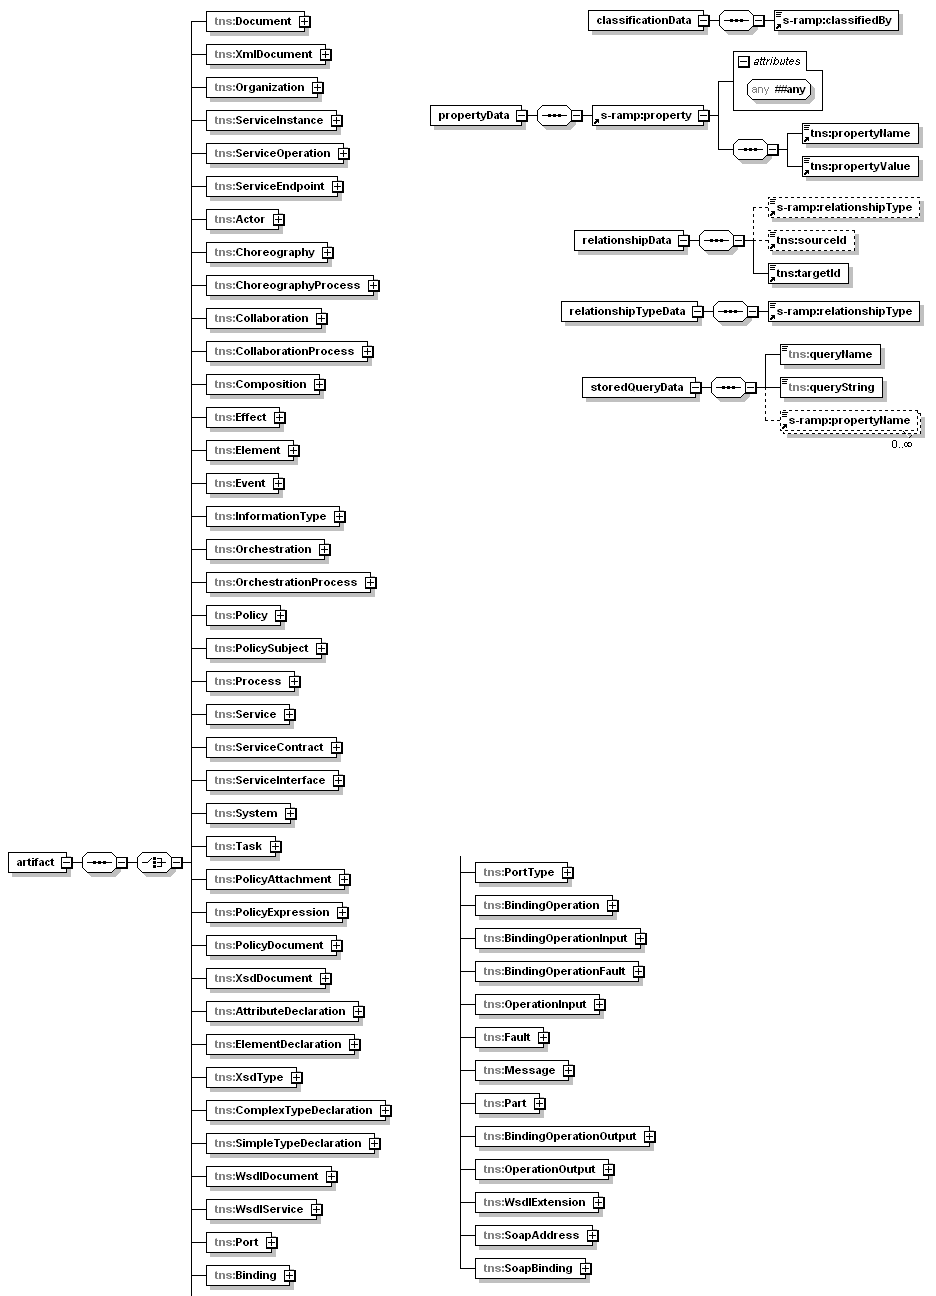 tns:Document
tns:XmlDocument
tns:Organization
tns:ServiceInstance
tns:ServiceOperation
tns:ServiceEndpoint
tns:Actor
tns:Choreography
tns:ChoreographyProcess
tns:Collaboration
tns:CollaborationProcess
tns:Composition
tns:Effect
tns:Element
tns:Event
tns:InformationType
tns:Orchestration
tns:OrchestrationProcess
tns:Policy
tns:PolicySubject
tns:Process
tns:Service
tns:ServiceContract
tns:ServiceInterface
tns:System
tns:Task
artifact
tns:PolicyAttachment
tns:PolicyExpression
tns:PolicyDocument
tns:XsdDocument
tns:AttributeDeclaration
tns:ElementDeclaration
tns:XsdType
tns:ComplexTypeDeclaration
tns:SimpleTypeDeclaration
tns:WsdlDocument
tns:WsdlService
tns:Port
tns:Binding
classificationData
s-ramp:classifiedBy
attributes
any ##any
propertyData
s-ramp:property
tns:propertyName
tns:propertyValue
s-ramp:relationshipType
relationshipData
tns:sourceId
tns:targetId
relationshipTypeData
s-ramp:relationshipType
tns:queryName
storedQueryData
tns:queryString
s-ramp:propertyName
0..∞
tns:PortType
tns:BindingOperation
tns:BindingOperationInput
tns:BindingOperationFault
tns:OperationInput
tns:Fault
tns:Message
tns:Part
tns:BindingOperationOutput
tns:OperationOutput
tns:WsdlExtension
tns:SoapAddress
tns:SoapBinding